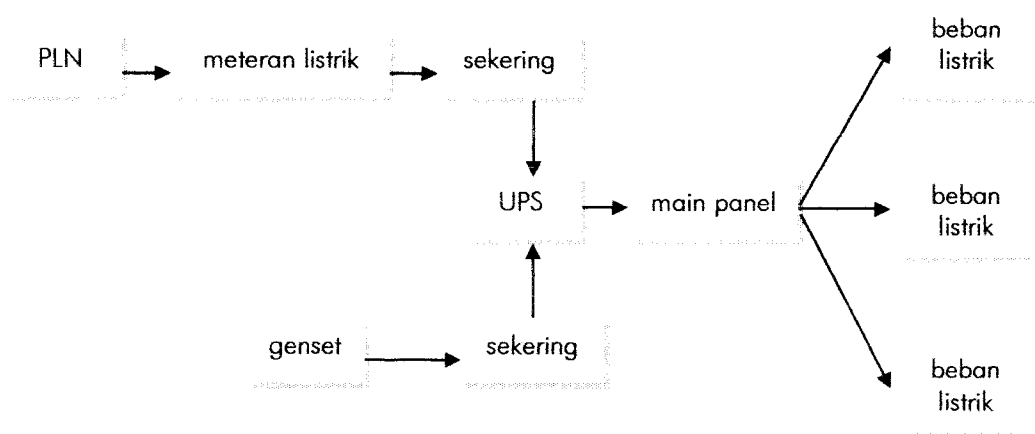 PLN
meteran listrik
sekering
beban
listrik
UPS
main panel
beban
listrik
genset
sekering
beban
listrik